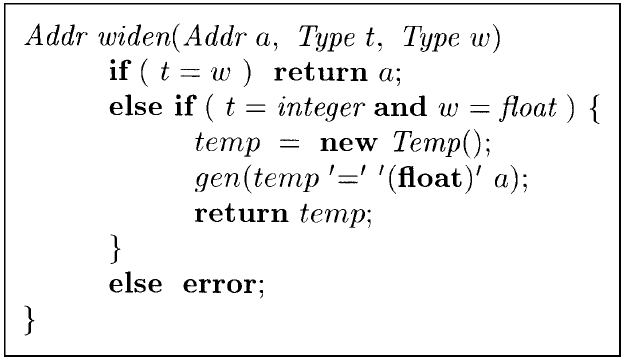 Addr widen(Addr a, Type t, Type w)
if ( t = w ) return a;
else if ( t = integer and w = float ) {
temp = new Temp();
gen(temp '=' '(float)' a);
return temp;
}
else error;
}